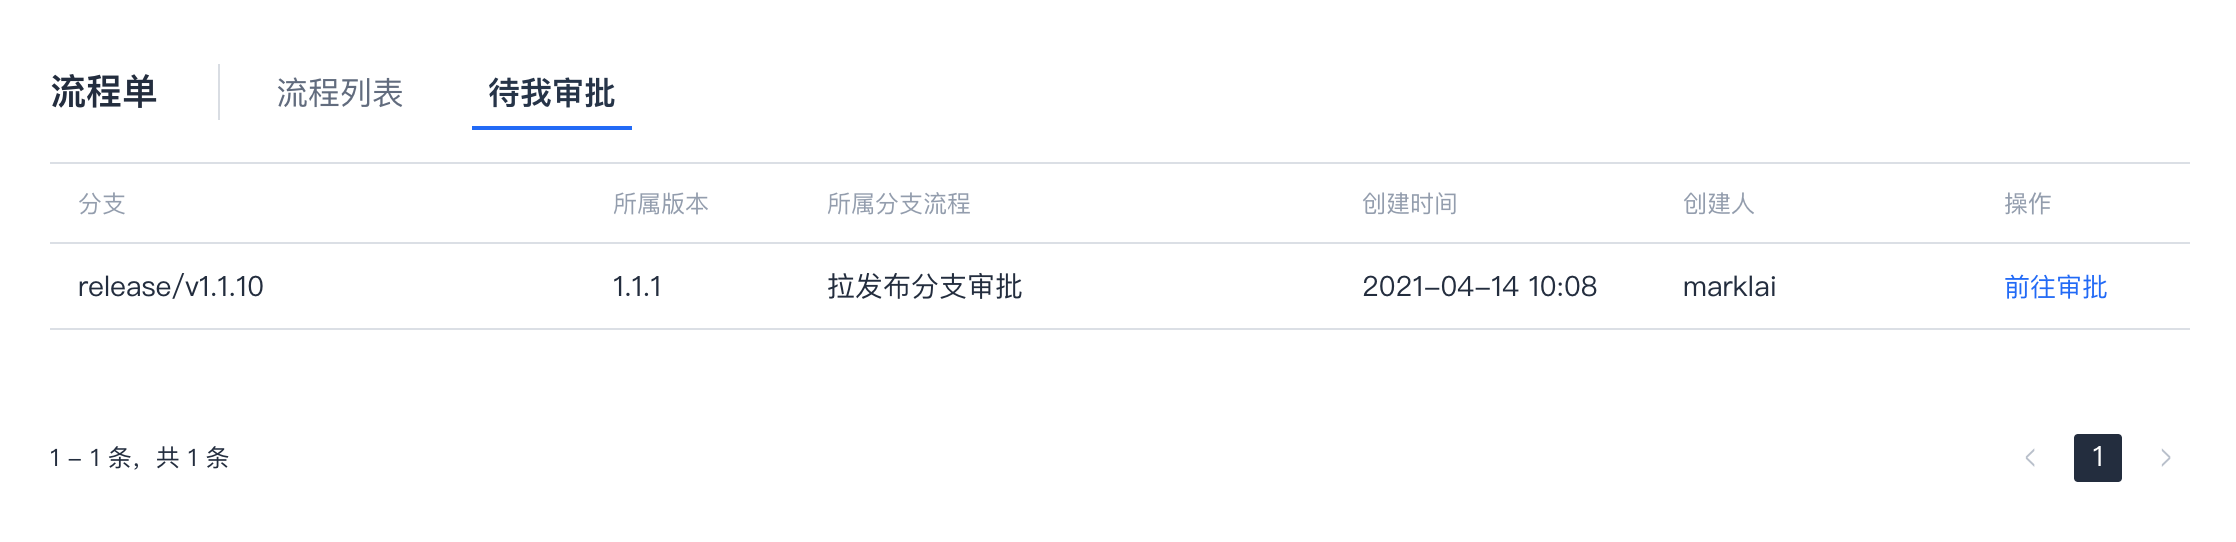 流程单 流程列表 待我审批
分支 所属版本 所属分支流程 创建时间 创建人 操作
release/v1.1.10 1.1.1 拉发布分支审批 2021-04-14 10:08 marklai 前往审批
1 - 1 条，共 1 条 1